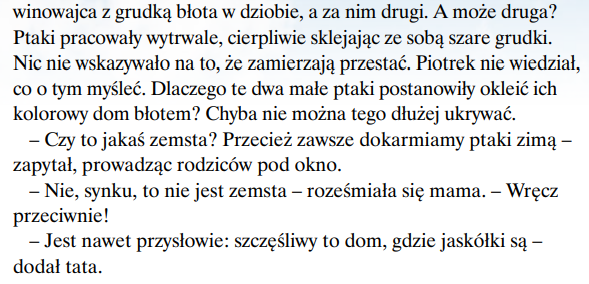 winowajca z grudką błota w dziobie, a za nim drugi. A może druga?
Ptaki pracowały wytrwale, cierpliwie sklejając ze sobą szare grudki.
Nic nie wskazywało na to, że zamierzają przestać. Piotrek nie wiedział,
co o tym myśleć. Dlaczego te dwa małe ptaki postanowiły okleić ich
kolorowy dom błotem? Chyba nie można tego dłużej ukrywać.
– Czy to jakaś zemsta? Przecież zawsze dokarmiamy ptaki zimą –
zapytał, prowadząc rodziców pod okno.
– Nie, synku, to nie jest zemsta – roześmiała się mama. – Wręcz
przeciwnie!
– Jest nawet przysłowie: szczęśliwy to dom, gdzie jaskółki są –
dodał tata.